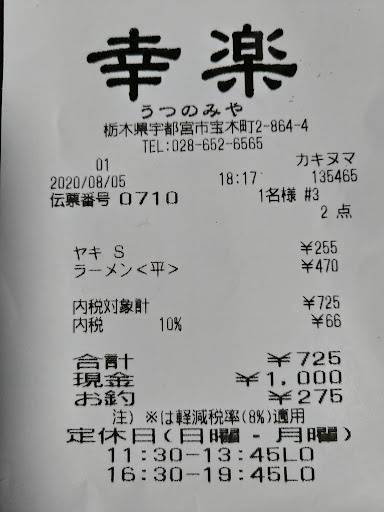 幸楽
うつのみや
栃木県宇都宮市宝木町2-864-4
TEL:028-652-6565
01 カキヌマ
2020/08/05 18:17 135465
伝票番号 0710 1名様 #3
2 点
ヤキ S ¥255
ラーメン<平> ¥470
内税対象計 ¥725
内税 10% ¥66
合計 ¥725
現金 ¥1,000
お釣 ¥275
注) ※は軽減税率(8%)適用
定休日(日曜-月曜)
11:30-13:45LO
16:30-19:45LO